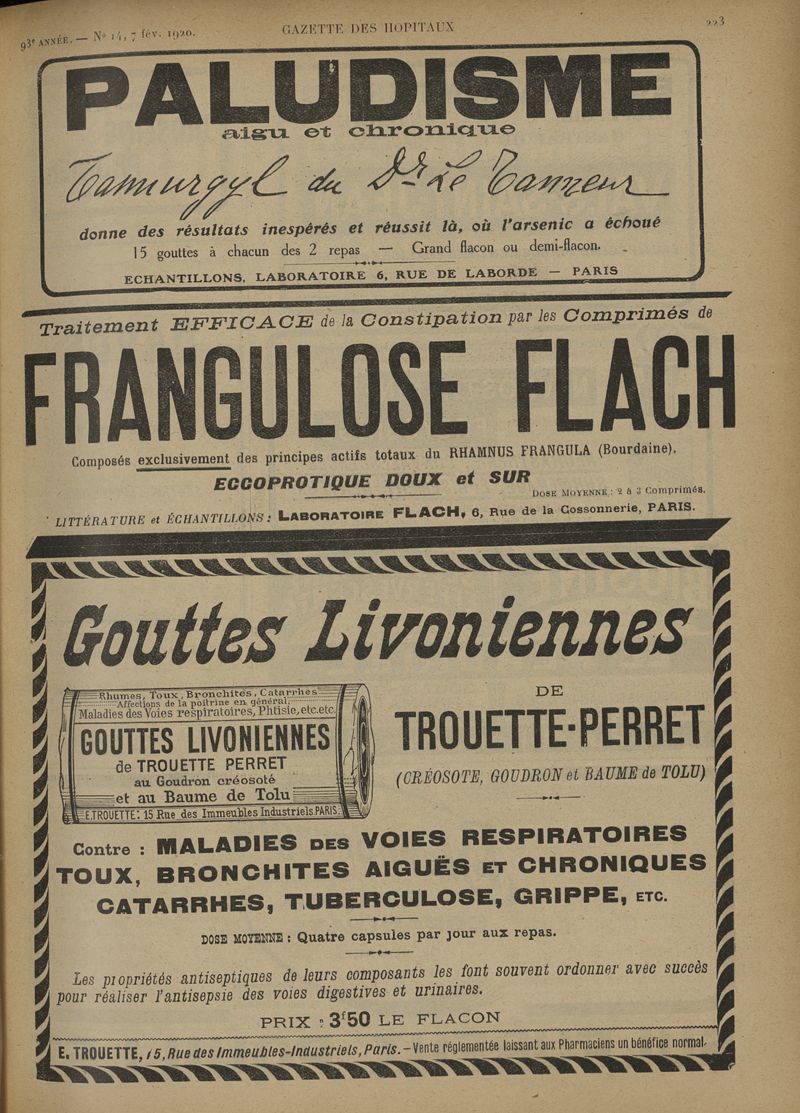 93e ANNÉE. — No 14, 7 fév. 1920.
GAZETTE DES HOPITAUX
223
PALUDISME
aigu et chronique
Tannurgyl du Dr Le Tanneur
donne des résultats inespérés et réussit là, où l'arsenic a échoué
15 gouttes à chacun des 2 repas — Grand flacon ou demi-flacon.
ECHANTILLONS, LABORATOIRE 6, RUE DE LABORDE — PARIS
Traitement EFFICACE de la Constipation par les Comprimés de
FRANGULOSE FLACH
Composés exclusivement des principes actifs totaux du RHAMNUS FRANGULA (Bourdaine).
ECCOPROTIQUE DOUX et SUR
DOSE MOYENNE : 2 à 3 Comprimés.
LITTÉRATURE et ÉCHANTILLONS : LABORATOIRE FLACH, 6, Rue de la Cossonnerie, PARIS.
Gouttes Livoniennes
Rhumes, Toux, Bronchites, Catarrhes
Affections de la poitrine en général,
Maladies des Voies respiratoires, Phtisie, etc. etc.
GOUTTES LIVONIENNES
de TROUETTE PERRET
au Goudron créosoté
et au Baume de Tolu
E. TROUETTE: 15 Rue des Immeubles Industriels PARIS.
DE
TROUETTE-PERRET
(CRÉOSOTE, GOUDRON et BAUME de TOLU)
Contre : MALADIES DES VOIES RESPIRATOIRES
TOUX, BRONCHITES AIGUËS ET CHRONIQUES
CATARRHES, TUBERCULOSE, GRIPPE, ETC.
DOSE MOYENNE : Quatre capsules par jour aux repas.
Les propriétés antiseptiques de leurs composants les font souvent ordonner avec succès
pour réaliser l'antisepsie des voies digestives et urinaires.
PRIX : 3f50 LE FLACON
E. TROUETTE, 15, Rue des Immeubles-Industriels, Paris. — Vente réglementée laissant aux Pharmaciens un bénéfice normal.